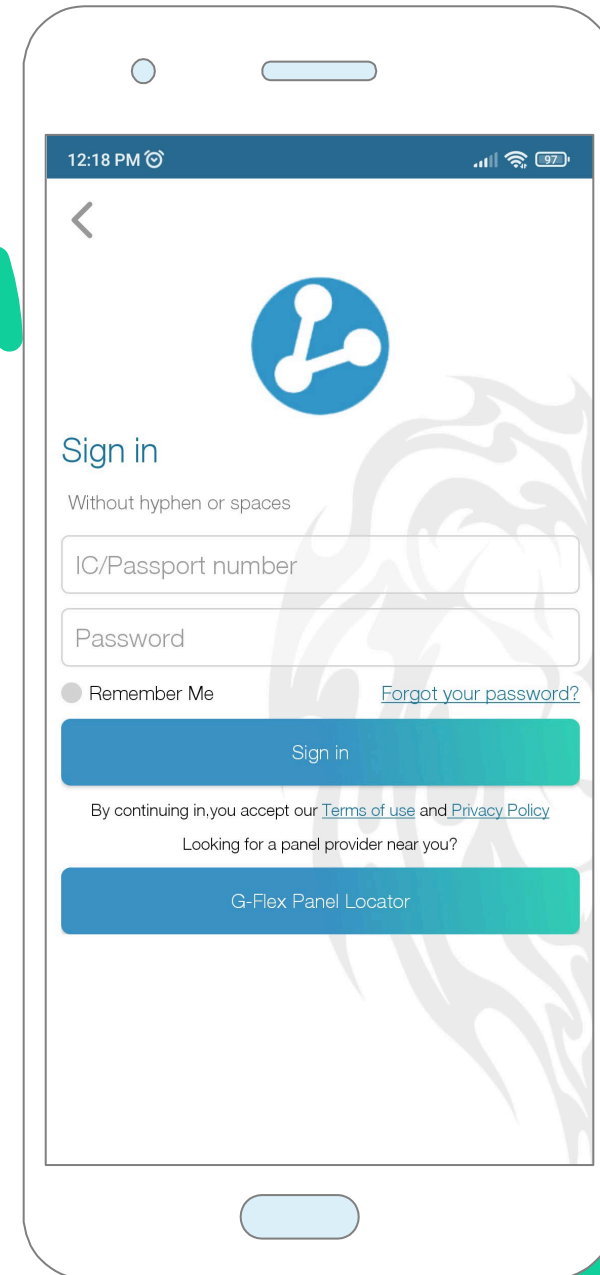 12:18 PM
97
Sign in
Without hyphen or spaces
IC/Passport number
Password
Remember Me Forgot your password?
Sign in
By continuing in,you accept our Terms of use and Privacy Policy
Looking for a panel provider near you?
G-Flex Panel Locator